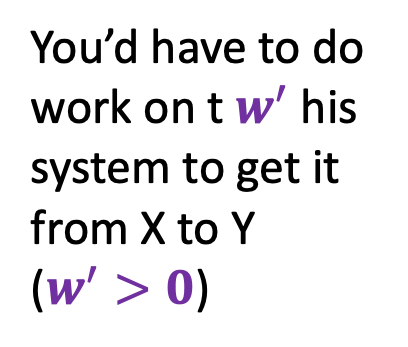 You’d have to do
work on t w′ his
system to get it
from X to Y
(w′ > 0)